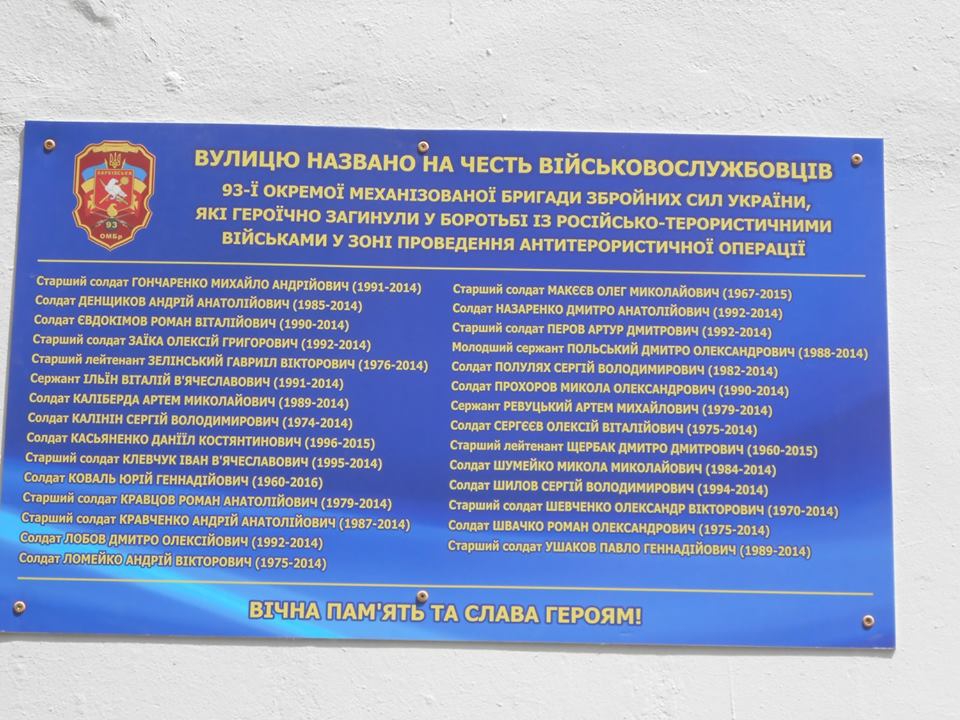 ХАРКІВСЬКА
93
ОМБр
ВУЛИЦЮ НАЗВАНО НА ЧЕСТЬ ВІЙСЬКОВОСЛУЖБОВЦІВ
93-Ї ОКРЕМОЇ МЕХАНІЗОВАНОЇ БРИГАДИ ЗБРОЙНИХ СИЛ УКРАЇНИ,
ЯКІ ГЕРОЇЧНО ЗАГИНУЛИ У БОРОТЬБІ ІЗ РОСІЙСЬКО-ТЕРОРИСТИЧНИМИ
ВІЙСЬКАМИ У ЗОНІ ПРОВЕДЕННЯ АНТИТЕРОРИСТИЧНОЇ ОПЕРАЦІЇ
Старший солдат ГОНЧАРЕНКО МИХАЙЛО АНДРІЙОВИЧ (1991-2014)
Солдат ДЕНЩИКОВ АНДРІЙ АНАТОЛІЙОВИЧ (1985-2014)
Солдат ЄВДОКІМОВ РОМАН ВІТАЛІЙОВИЧ (1990-2014)
Старший солдат ЗАЇКА ОЛЕКСІЙ ГРИГОРОВИЧ (1992-2014)
Старший лейтенант ЗЕЛІНСЬКИЙ ГАВРИІЛ ВІКТОРОВИЧ (1976-2014)
Сержант ІЛЬЇН ВІТАЛІЙ В'ЯЧЕСЛАВОВИЧ (1991-2014)
Солдат КАЛІБЕРДА АРТЕМ МИКОЛАЙОВИЧ (1989-2014)
Солдат КАЛІНІН СЕРГІЙ ВОЛОДИМИРОВИЧ (1974-2014)
Солдат КАСЬЯНЕНКО ДАНІЇЛ КОСТЯНТИНОВИЧ (1996-2015)
Старший солдат КЛЕВЧУК ІВАН В'ЯЧЕСЛАВОВИЧ (1995-2014)
Солдат КОВАЛЬ ЮРІЙ ГЕННАДІЙОВИЧ (1960-2016)
Старший солдат КРАВЦОВ РОМАН АНАТОЛІЙОВИЧ (1979-2014)
Старший солдат КРАВЧЕНКО АНДРІЙ АНАТОЛІЙОВИЧ (1987-2014)
Солдат ЛОБОВ ДМИТРО ОЛЕКСІЙОВИЧ (1992-2014)
Солдат ЛОМЕЙКО АНДРІЙ ВІКТОРОВИЧ (1975-2014)
Старший солдат МАКЄЄВ ОЛЕГ МИКОЛАЙОВИЧ (1967-2015)
Солдат НАЗАРЕНКО ДМИТРО АНАТОЛІЙОВИЧ (1992-2014)
Старший солдат ПЕРОВ АРТУР ДМИТРОВИЧ (1992-2014)
Молодший сержант ПОЛЬСЬКИЙ ДМИТРО ОЛЕКСАНДРОВИЧ (1988-2014)
Солдат ПОЛУЛЯХ СЕРГІЙ ВОЛОДИМИРОВИЧ (1982-2014)
Солдат ПРОХОРОВ МИКОЛА ОЛЕКСАНДРОВИЧ (1990-2014)
Сержант РЕВУЦЬКИЙ АРТЕМ МИХАЙЛОВИЧ (1979-2014)
Солдат СЕРГЄЄВ ОЛЕКСІЙ ВІТАЛІЙОВИЧ (1975-2014)
Старший лейтенант ЩЕРБАК ДМИТРО ДМИТРОВИЧ (1960-2015)
Солдат ШУМЕЙКО МИКОЛА МИКОЛАЙОВИЧ (1984-2014)
Солдат ШИЛОВ СЕРГІЙ ВОЛОДИМИРОВИЧ (1994-2014)
Старший солдат ШЕВЧЕНКО ОЛЕКСАНДР ВІКТОРОВИЧ (1970-2014)
Солдат ШВАЧКО РОМАН ОЛЕКСАНДРОВИЧ (1975-2014)
Старший солдат УШАКОВ ПАВЛО ГЕННАДІЙОВИЧ (1989-2014)
ВІЧНА ПАМ'ЯТЬ ТА СЛАВА ГЕРОЯМ!